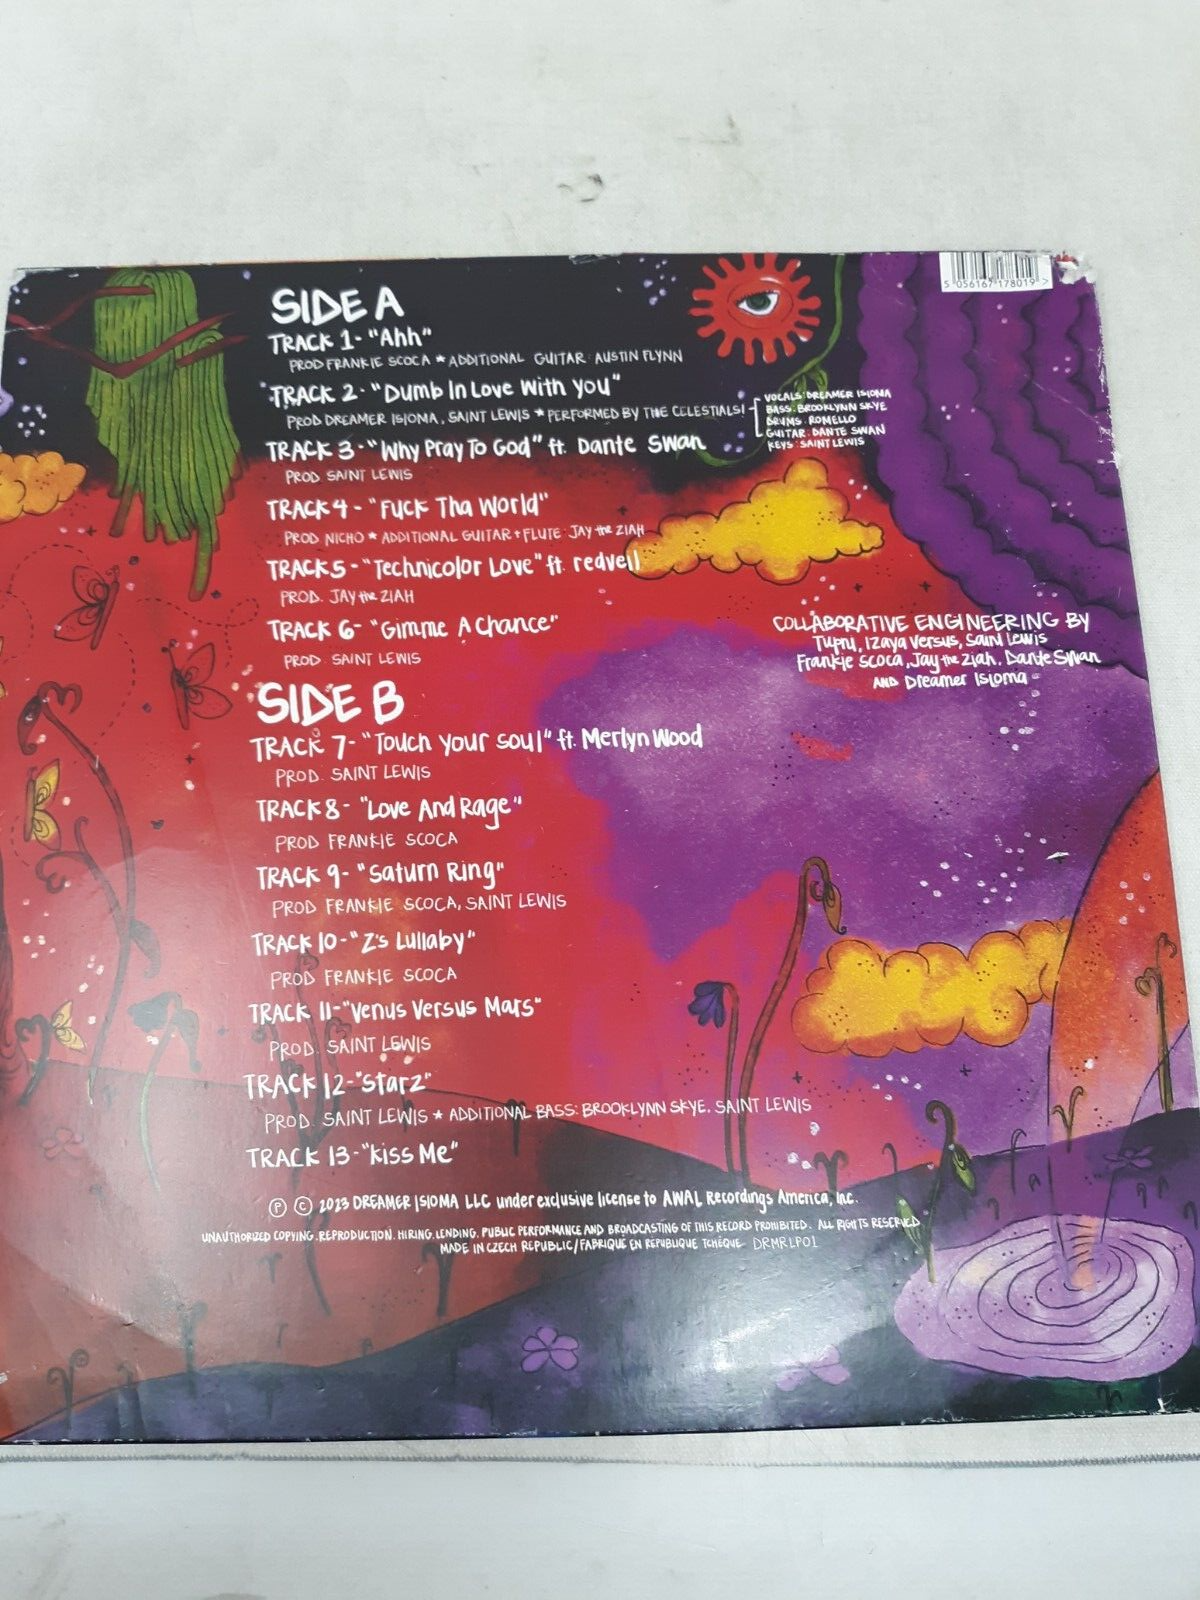 5 056167 178019 >
SIDE A
TRACK 1- "Ahh"
PROD FRANKIE SCOCA * ADDITIONAL GUITAR: AUSTIN FLYNN
TRACK 2- "Dumb In Love With you"
PROD DREAMER ISIOMA, SAINT LEWIS * PERFORMED BY THE CELESTIALS!
VOCALS: DREAMER ISIOMA
BASS: BROOKLYNN SKYE
DRUMS: ROMELLO
GUITAR: DANTE SWAN
KEYS: SAINT LEWIS
TRACK 3- "Why Pray To God" ft. Dante Swan
PROD SAINT LEWIS
TRACK 4- "Fuck Tha World"
PROD NICHO * ADDITIONAL GUITAR + FLUTE: JAY the ZIAH
TRACK 5- "Technicolor Love" ft. redveil
PROD. JAY the ZIAH
TRACK 6- "Gimme A Chance"
PROD. SAINT LEWIS
COLLABORATIVE ENGINEERING BY
Tupni, Izaya Versus, Saint Lewis
Frankie Scoca, Jay the Ziah, Dante Swan
AND Dreamer Isioma
SIDE B
TRACK 7- "Touch your soul" ft. Merlyn Wood
PROD. SAINT LEWIS
TRACK 8- "Love And Rage"
PROD FRANKIE SCOCA
TRACK 9- "Saturn Ring"
PROD FRANKIE SCOCA, SAINT LEWIS
TRACK 10- "Z's Lullaby"
PROD FRANKIE SCOCA
TRACK 11- "Venus Versus Mars"
PROD. SAINT LEWIS
TRACK 12- "Starz"
PROD. SAINT LEWIS * ADDITIONAL BASS: BROOKLYNN SKYE, SAINT LEWIS
TRACK 13- "Kiss Me"
℗ © 2023 DREAMER ISIOMA LLC under exclusive license to AWAL Recordings America, Inc.
UNAUTHORIZED COPYING, REPRODUCTION, HIRING, LENDING, PUBLIC PERFORMANCE AND BROADCASTING OF THIS RECORD PROHIBITED. ALL RIGHTS RESERVED
MADE IN CZECH REPUBLIC/FABRIQUÉ EN REPUBLIQUE TCHÈQUE DRMRLP01